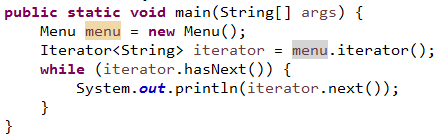 public static void main(String[] args) {
    Menu menu = new Menu();
    Iterator<String> iterator = menu.iterator();
    while (iterator.hasNext()) {
        System.out.println(iterator.next());
    }
}